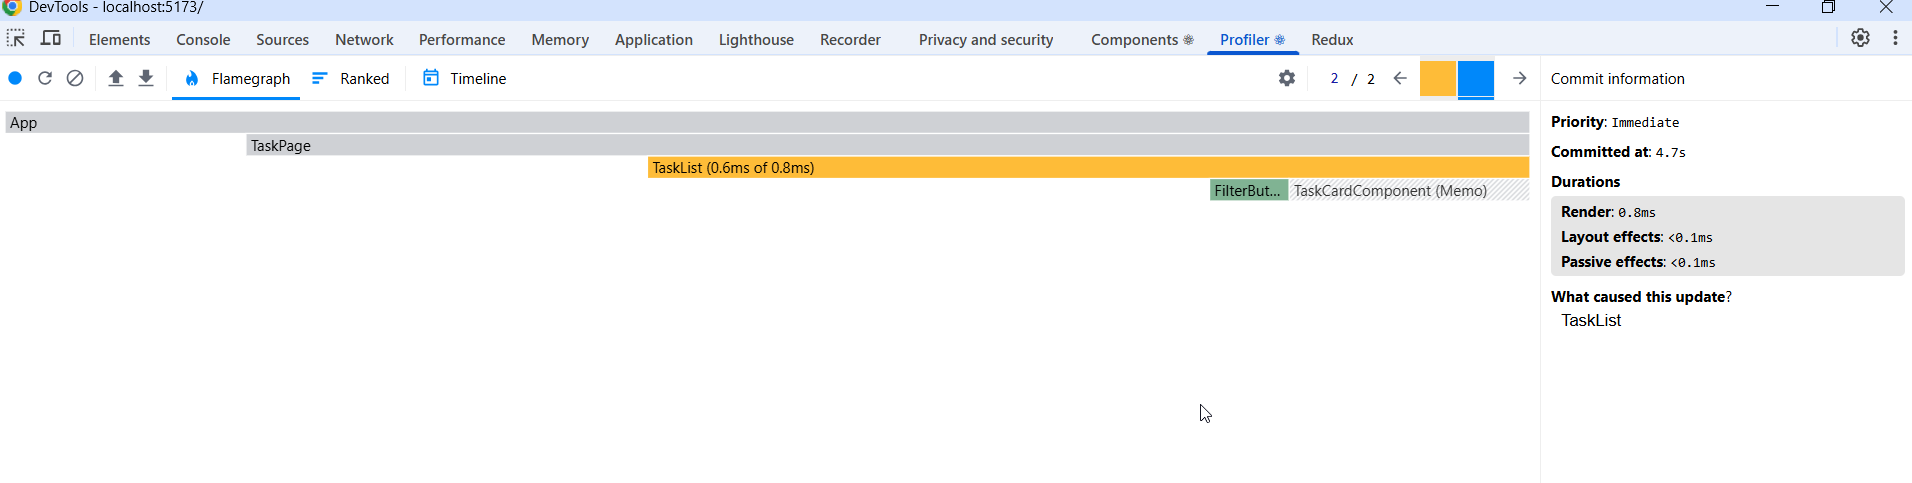 DevTools - localhost:5173/
Elements Console Sources Network Performance Memory Application Lighthouse Recorder Privacy and security Components Profiler Redux
Flamegraph Ranked Timeline 2 / 2 Commit information
App
TaskPage
TaskList (0.6ms of 0.8ms)
FilterBut... TaskCardComponent (Memo)
Priority: Immediate
Committed at: 4.7s
Durations
Render: 0.8ms
Layout effects: <0.1ms
Passive effects: <0.1ms
What caused this update?
TaskList